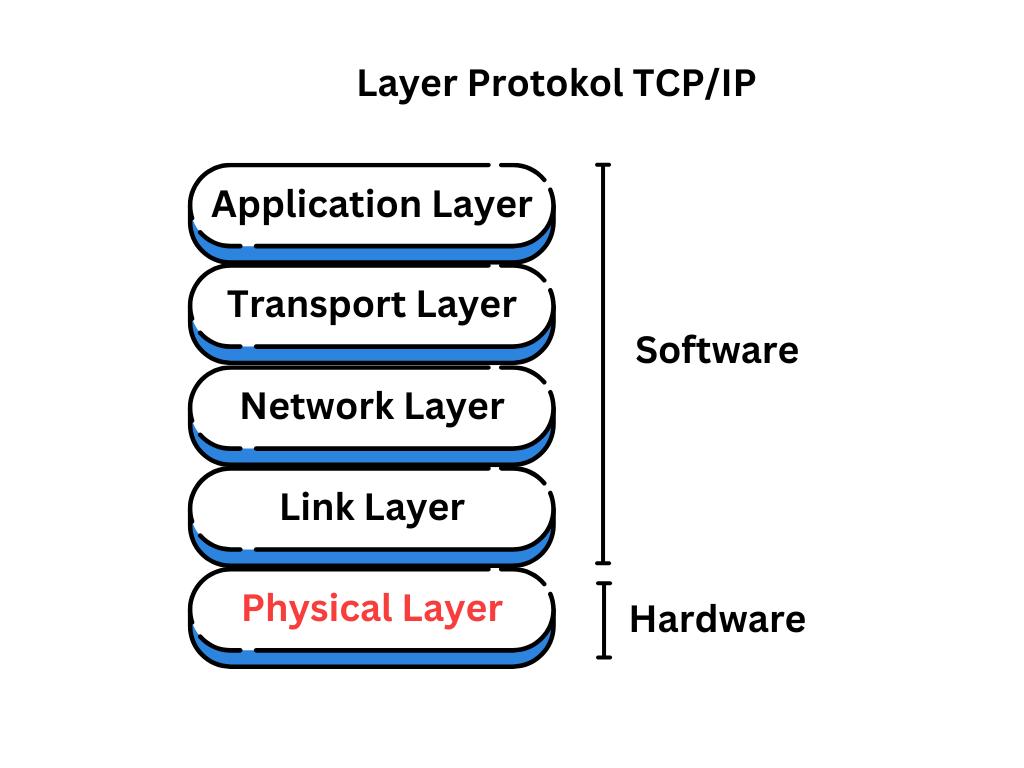 Layer Protokol TCP/IP
Application Layer
Transport Layer
Network Layer
Link Layer
Physical Layer
Software
Hardware